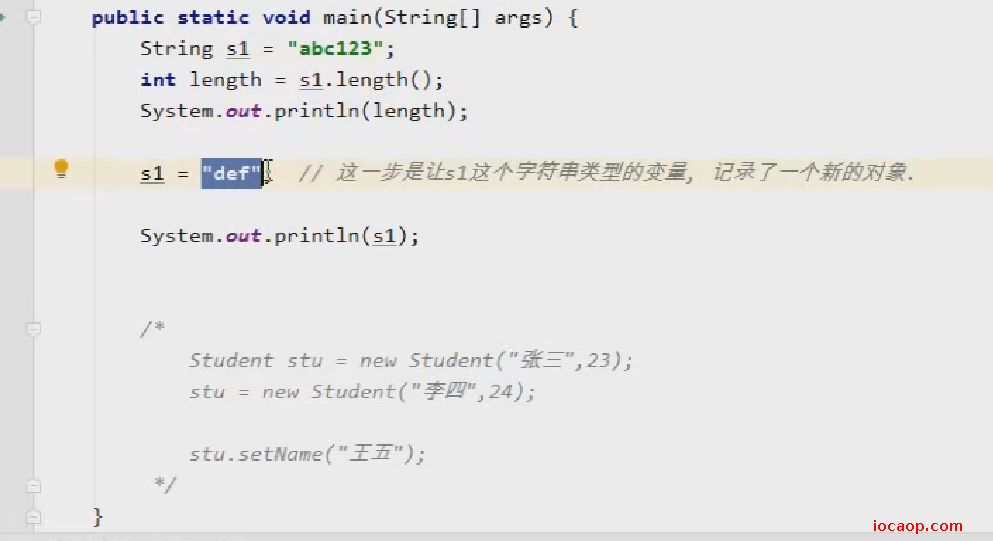 public static void main(String[] args) {
String s1 = "abc123";
int length = s1.length();
System.out.println(length);
s1 = "def"; // 这一步是让s1这个字符串类型的变量, 记录了一个新的对象.
System.out.println(s1);
/*
Student stu = new Student("张三",23);
stu = new Student("李四",24);
stu.setName("王五");
*/
}
iocaop.com